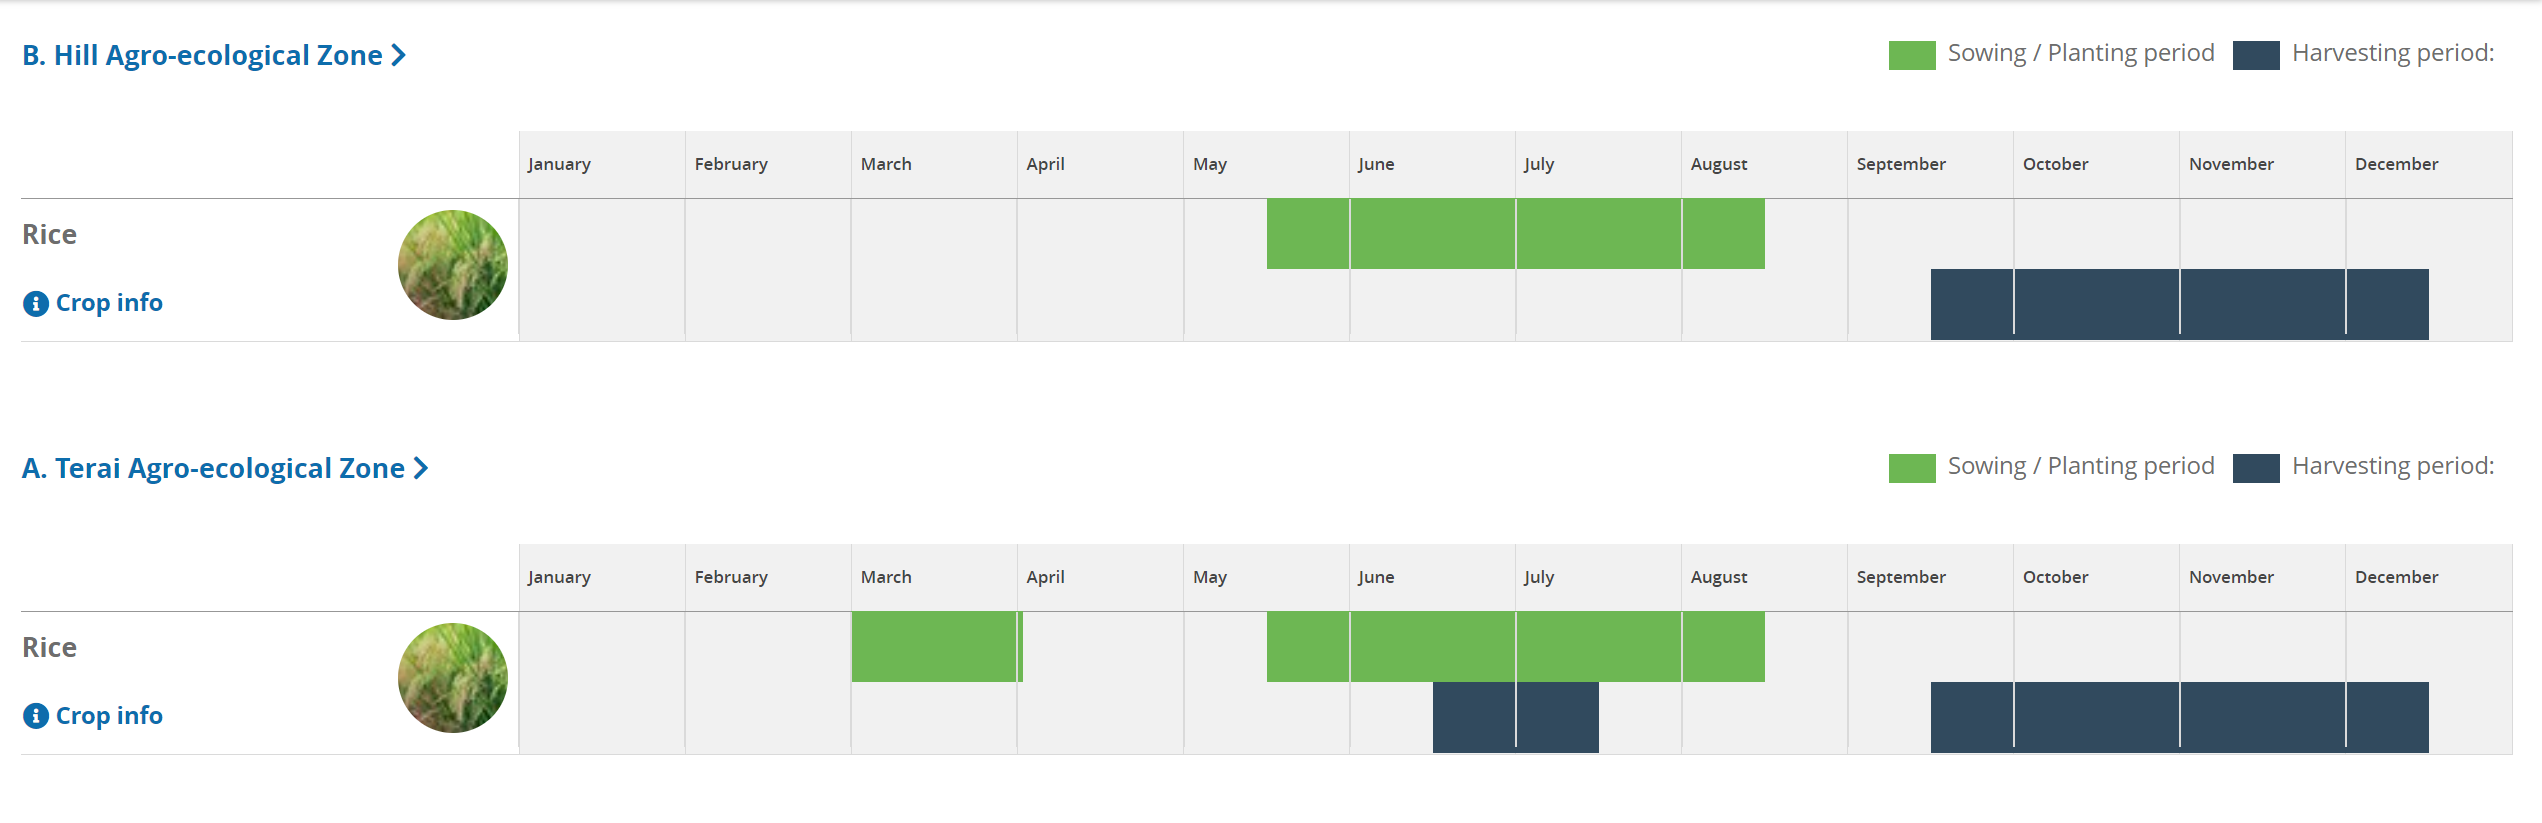 B. Hill Agro-ecological Zone
Sowing / Planting period Harvesting period:
January February March April May June July August September October November December
Rice
Crop info
A. Terai Agro-ecological Zone
Sowing / Planting period Harvesting period:
January February March April May June July August September October November December
Rice
Crop info